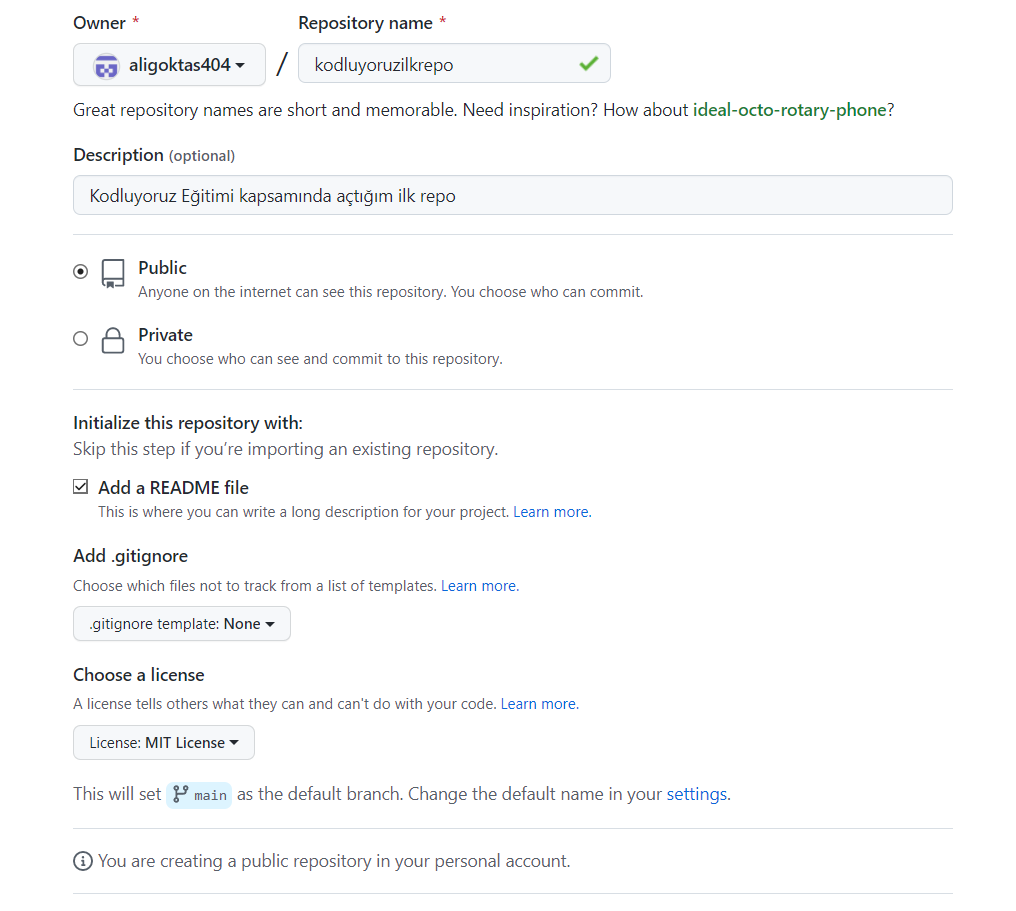 Owner * Repository name *
aligoktas404 / kodluyoruzilkrepo
Great repository names are short and memorable. Need inspiration? How about ideal-octo-rotary-phone?
Description (optional)
Kodluyoruz Eğitimi kapsamında açtığım ilk repo
Public
Anyone on the internet can see this repository. You choose who can commit.
Private
You choose who can see and commit to this repository.
Initialize this repository with:
Skip this step if you’re importing an existing repository.
Add a README file
This is where you can write a long description for your project. Learn more.
Add .gitignore
Choose which files not to track from a list of templates. Learn more.
.gitignore template: None
Choose a license
A license tells others what they can and can't do with your code. Learn more.
License: MIT License
This will set main as the default branch. Change the default name in your settings.
You are creating a public repository in your personal account.